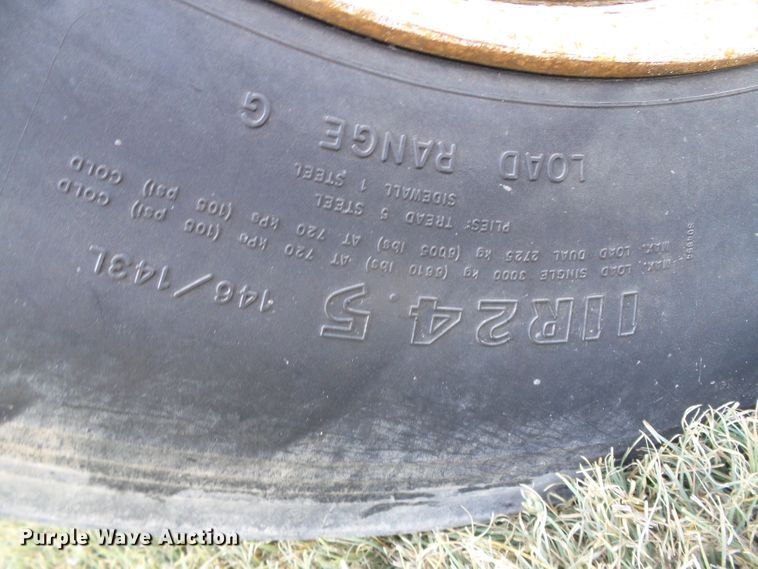 11R24.5 146/143L
MAX. LOAD SINGLE 3000 kg (6610 lbs) AT 720 kPa (105 psi) COLD
MAX. LOAD DUAL 2725 kg (6005 lbs) AT 720 kPa (105 psi) COLD
PLIES: TREAD 5 STEEL
SIDEWALL 1 STEEL
LOAD RANGE G
Purple Wave Auction